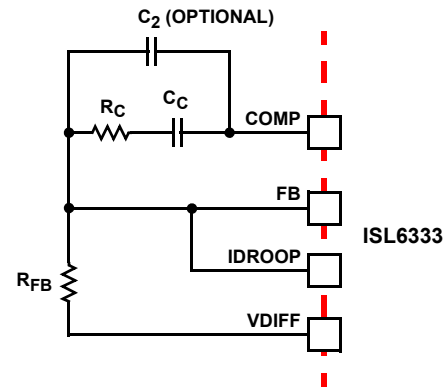 C2 (OPTIONAL)
RC
CC
COMP
FB
ISL6333
IDROOP
RFB
VDIFF